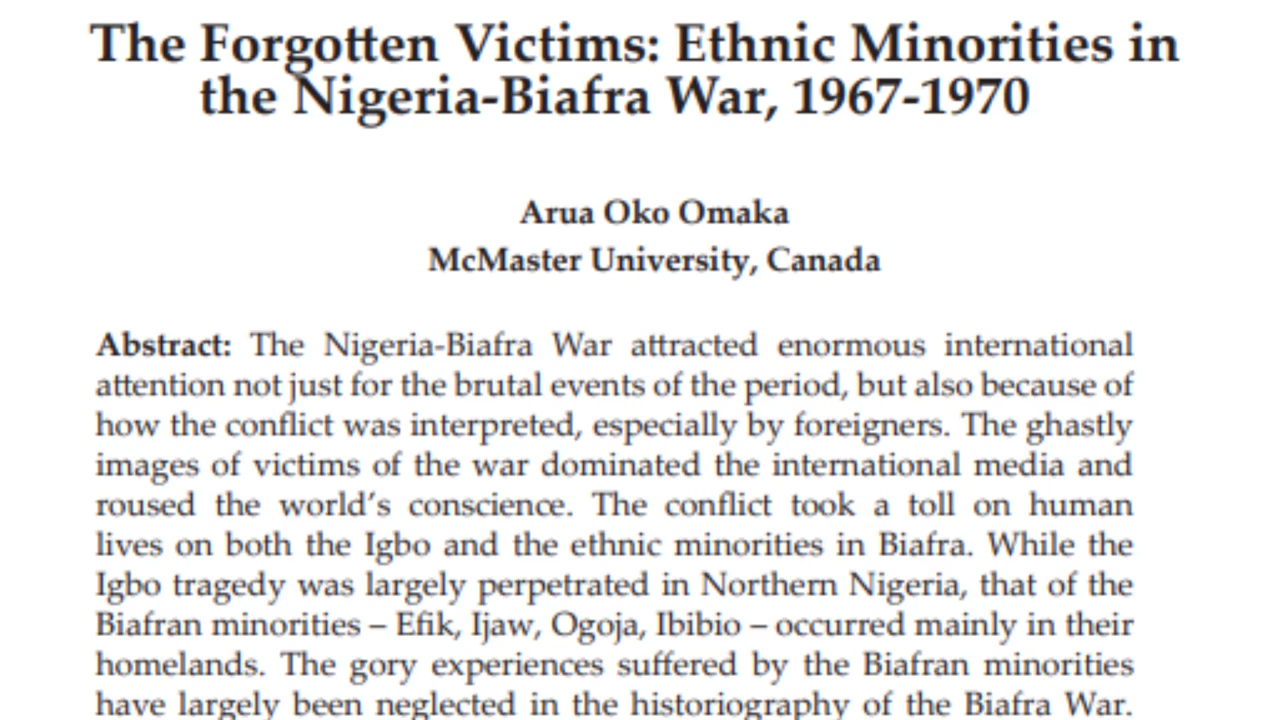 The Forgotten Victims: Ethnic Minorities in
the Nigeria-Biafra War, 1967-1970
Arua Oko Omaka
McMaster University, Canada
Abstract: The Nigeria-Biafra War attracted enormous international
attention not just for the brutal events of the period, but also because of
how the conflict was interpreted, especially by foreigners. The ghastly
images of victims of the war dominated the international media and
roused the world's conscience. The conflict took a toll on human
lives on both the Igbo and the ethnic minorities in Biafra. While the
Igbo tragedy was largely perpetrated in Northern Nigeria, that of the
Biafran minorities – Efik, Ijaw, Ogoja, Ibibio – occurred mainly in their
homelands. The gory experiences suffered by the Biafran minorities
have largely been neglected in the historiography of the Biafra War.